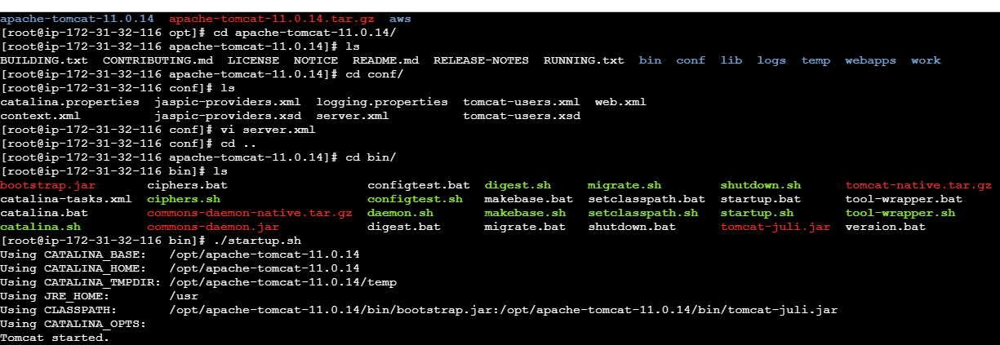 apache-tomcat-11.0.14  apache-tomcat-11.0.14.tar.gz  aws
[root@ip-172-31-32-116 opt]# cd apache-tomcat-11.0.14/
[root@ip-172-31-32-116 apache-tomcat-11.0.14]# ls
BUILDING.txt  CONTRIBUTING.md  LICENSE  NOTICE  README.md  RELEASE-NOTES  RUNNING.txt  bin  conf  lib  logs  temp  webapps  work
[root@ip-172-31-32-116 apache-tomcat-11.0.14]# cd conf/
[root@ip-172-31-32-116 conf]# ls
catalina.properties  jaspic-providers.xml  logging.properties  tomcat-users.xml  web.xml
context.xml          jaspic-providers.xsd  server.xml          tomcat-users.xsd
[root@ip-172-31-32-116 conf]# vi server.xml
[root@ip-172-31-32-116 conf]# cd ..
[root@ip-172-31-32-116 apache-tomcat-11.0.14]# cd bin/
[root@ip-172-31-32-116 bin]# ls
bootstrap.jar       ciphers.bat                   configtest.bat  digest.sh     migrate.sh       shutdown.sh      tomcat-native.tar.gz
catalina-tasks.xml  ciphers.sh                    configtest.sh   makebase.bat  setclasspath.bat  startup.bat      tool-wrapper.bat
catalina.bat        commons-daemon-native.tar.gz  daemon.sh       makebase.sh   setclasspath.sh   startup.sh       tool-wrapper.sh
catalina.sh         commons-daemon.jar            digest.bat      migrate.bat   shutdown.bat      tomcat-juli.jar  version.bat
[root@ip-172-31-32-116 bin]# ./startup.sh
Using CATALINA_BASE:   /opt/apache-tomcat-11.0.14
Using CATALINA_HOME:   /opt/apache-tomcat-11.0.14
Using CATALINA_TMPDIR: /opt/apache-tomcat-11.0.14/temp
Using JRE_HOME:        /usr
Using CLASSPATH:       /opt/apache-tomcat-11.0.14/bin/bootstrap.jar:/opt/apache-tomcat-11.0.14/bin/tomcat-juli.jar
Using CATALINA_OPTS:
Tomcat started.